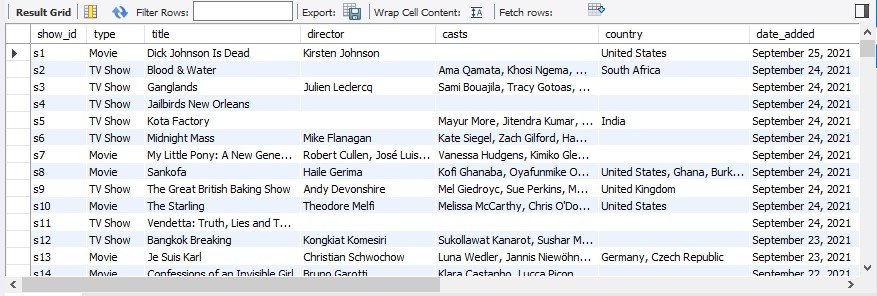 Result Grid Filter Rows: Export: Wrap Cell Content: Fetch rows:
show_id type title director casts country date_added
s1 Movie Dick Johnson Is Dead Kirsten Johnson United States September 25, 2021
s2 TV Show Blood & Water Ama Qamata, Khosi Ngema, ... South Africa September 24, 2021
s3 TV Show Ganglands Julien Leclercq Sami Bouajila, Tracy Gotoas, ... September 24, 2021
s4 TV Show Jailbirds New Orleans September 24, 2021
s5 TV Show Kota Factory Mayur More, Jitendra Kumar, ... India September 24, 2021
s6 TV Show Midnight Mass Mike Flanagan Kate Siegel, Zach Gilford, Ha... September 24, 2021
s7 Movie My Little Pony: A New Gene... Robert Cullen, José Luis... Vanessa Hudgens, Kimiko Gle... September 24, 2021
s8 Movie Sankofa Haile Gerima Kofi Ghanaba, Oyafunmike O... United States, Ghana, Burk... September 24, 2021
s9 TV Show The Great British Baking Show Andy Devonshire Mel Giedroyc, Sue Perkins, M... United Kingdom September 24, 2021
s10 Movie The Starling Theodore Melfi Melissa McCarthy, Chris O'Do... United States September 24, 2021
s11 TV Show Vendetta: Truth, Lies and T... September 24, 2021
s12 TV Show Bangkok Breaking Kongkiat Komesiri Sukollawat Kanarot, Sushar M... September 23, 2021
s13 Movie Je Suis Karl Christian Schwochow Luna Wedler, Jannis Niewöhn... Germany, Czech Republic September 23, 2021
s14 Movie Confessions of an Invisible Girl Bruno Garotti Klara Castanho, Lucca Picon... September 22, 2021